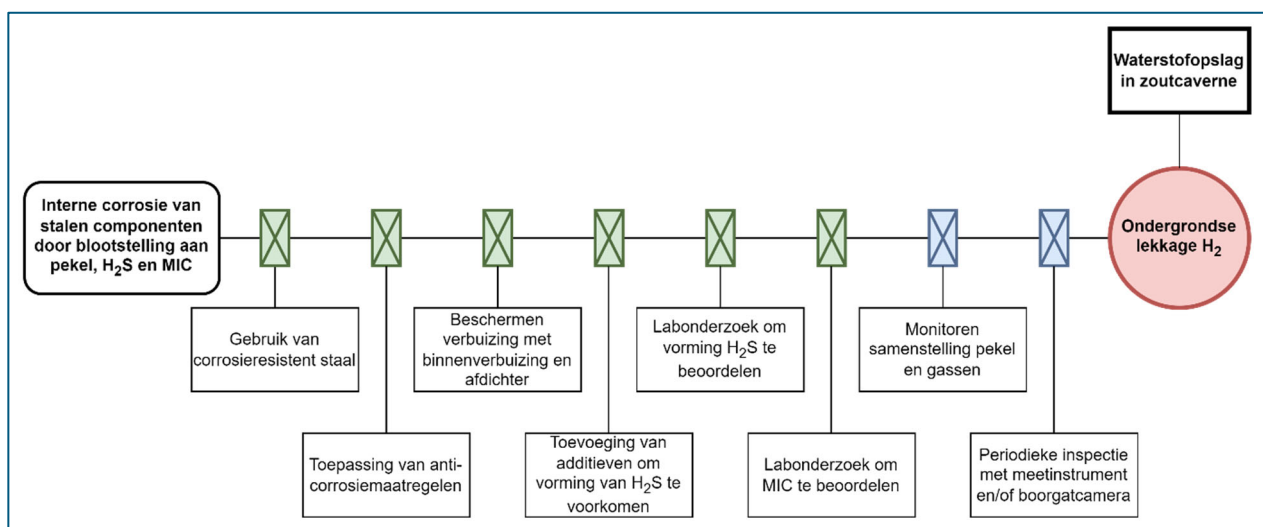 Waterstofopslag
in zoutcaverne
Interne corrosie van
stalen componenten
door blootstelling aan
pekel, H₂S en MIC
Ondergrondse
lekkage H₂
Gebruik van
corrosieresistent staal
Beschermen
verbuizing met
binnenverbuizing en
afdichter
Labonderzoek om
vorming H₂S te
beoordelen
Monitoren
samenstelling pekel
en gassen
Toepassing van anti-
corrosiemaatregelen
Toevoeging van
additieven om
vorming van H₂S te
voorkomen
Labonderzoek om
MIC te beoordelen
Periodieke inspectie
met meetinstrument
en/of boorgatcamera